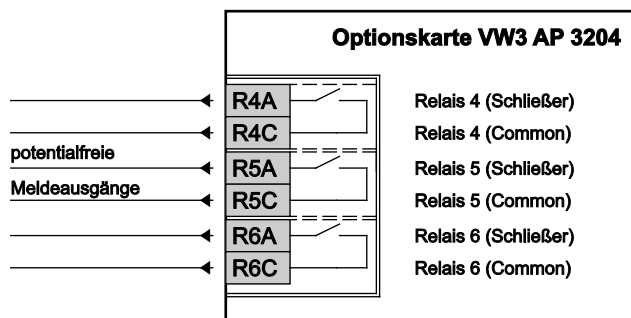 Optionskarte VW3 AP 3204
R4A Relais 4 (Schließer)
R4C Relais 4 (Common)
potentialfreie
R5A Relais 5 (Schließer)
Meldeausgänge
R5C Relais 5 (Common)
R6A Relais 6 (Schließer)
R6C Relais 6 (Common)